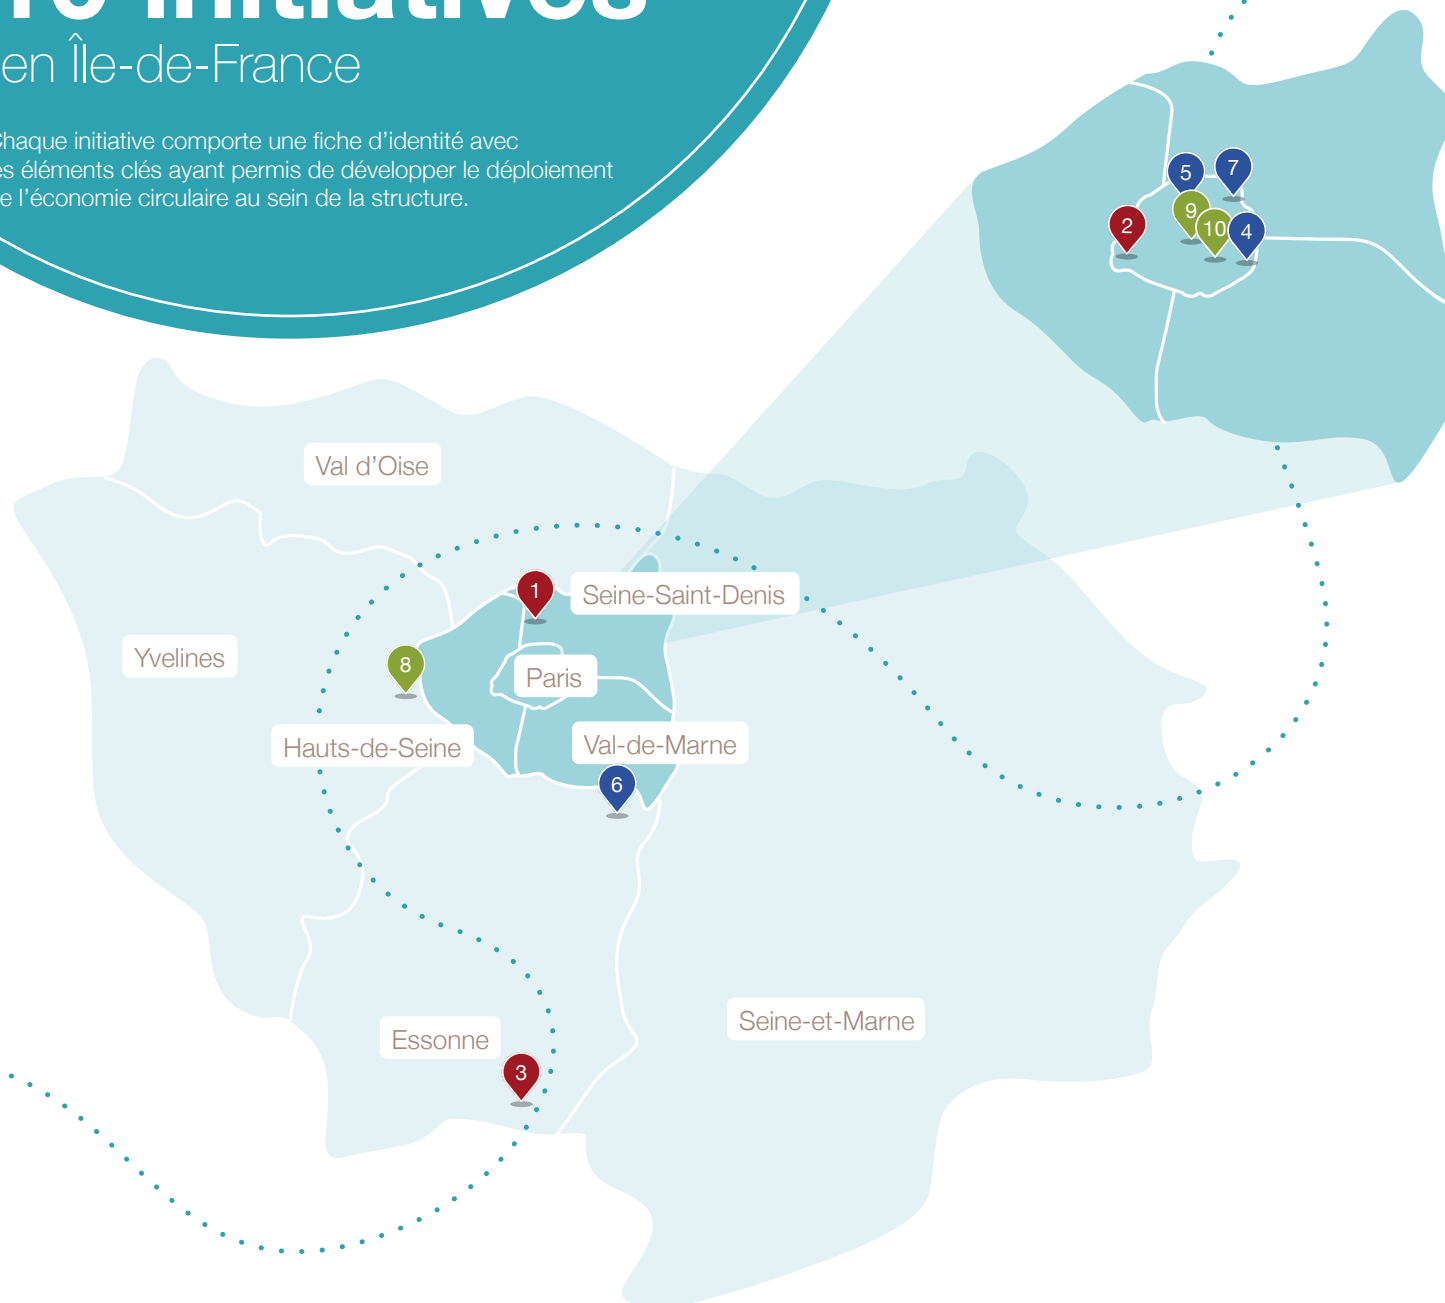 10 initiatives
en Île-de-France
Chaque initiative comporte une fiche d’identité avec
es éléments clés ayant permis de développer le déploiement
e l’économie circulaire au sein de la structure.
5
7
9
2
10
4
Val d’Oise
1
Seine-Saint-Denis
Yvelines
8
Paris
Hauts-de-Seine
Val-de-Marne
6
Seine-et-Marne
Essonne
3